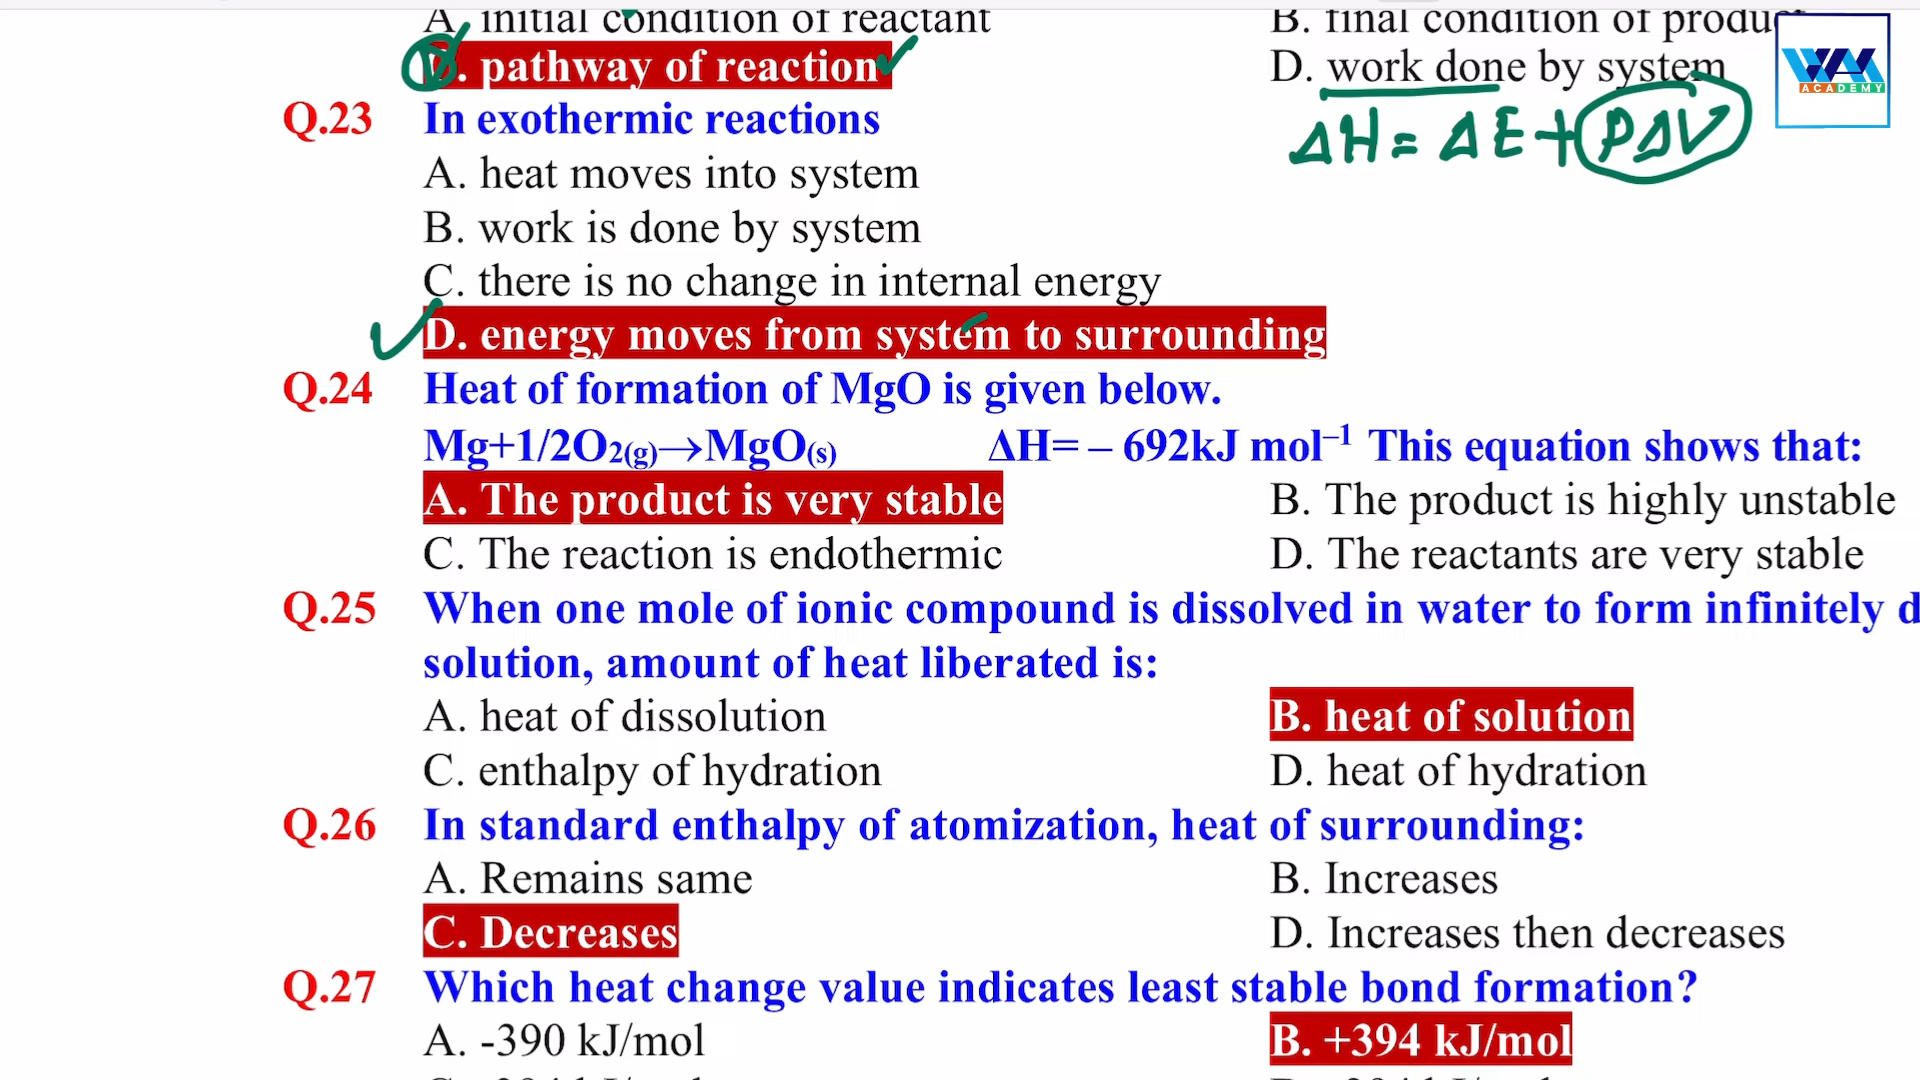 A. initial condition of reactant B. final condition of product
. pathway of reaction D. work done by system
WAK ACADEMY
Q.23 In exothermic reactions
ΔH = ΔE + PΔV
A. heat moves into system
B. work is done by system
C. there is no change in internal energy
D. energy moves from system to surrounding
Q.24 Heat of formation of MgO is given below.
Mg+1/2O2(g)→MgO(s) ΔH= – 692kJ mol⁻¹ This equation shows that:
A. The product is very stable B. The product is highly unstable
C. The reaction is endothermic D. The reactants are very stable
Q.25 When one mole of ionic compound is dissolved in water to form infinitely d
solution, amount of heat liberated is:
A. heat of dissolution B. heat of solution
C. enthalpy of hydration D. heat of hydration
Q.26 In standard enthalpy of atomization, heat of surrounding:
A. Remains same B. Increases
C. Decreases D. Increases then decreases
Q.27 Which heat change value indicates least stable bond formation?
A. -390 kJ/mol B. +394 kJ/mol